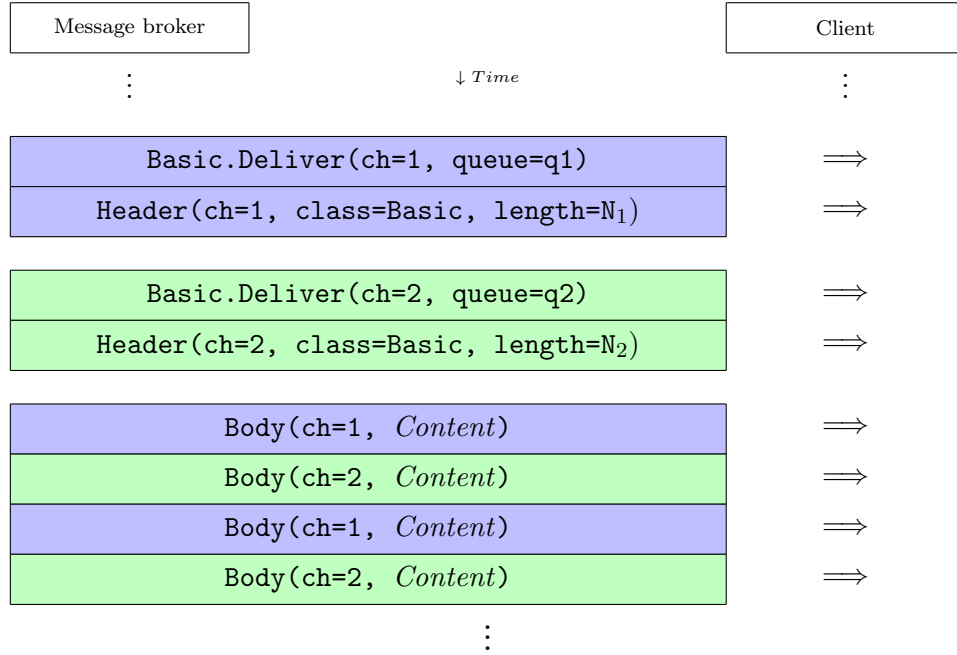 Message broker
Client
⋮ ↓ Time ⋮
Basic.Deliver(ch=1, queue=q1) ⟹
Header(ch=1, class=Basic, length=N₁) ⟹
Basic.Deliver(ch=2, queue=q2) ⟹
Header(ch=2, class=Basic, length=N₂) ⟹
Body(ch=1, Content) ⟹
Body(ch=2, Content) ⟹
Body(ch=1, Content) ⟹
Body(ch=2, Content) ⟹
⋮